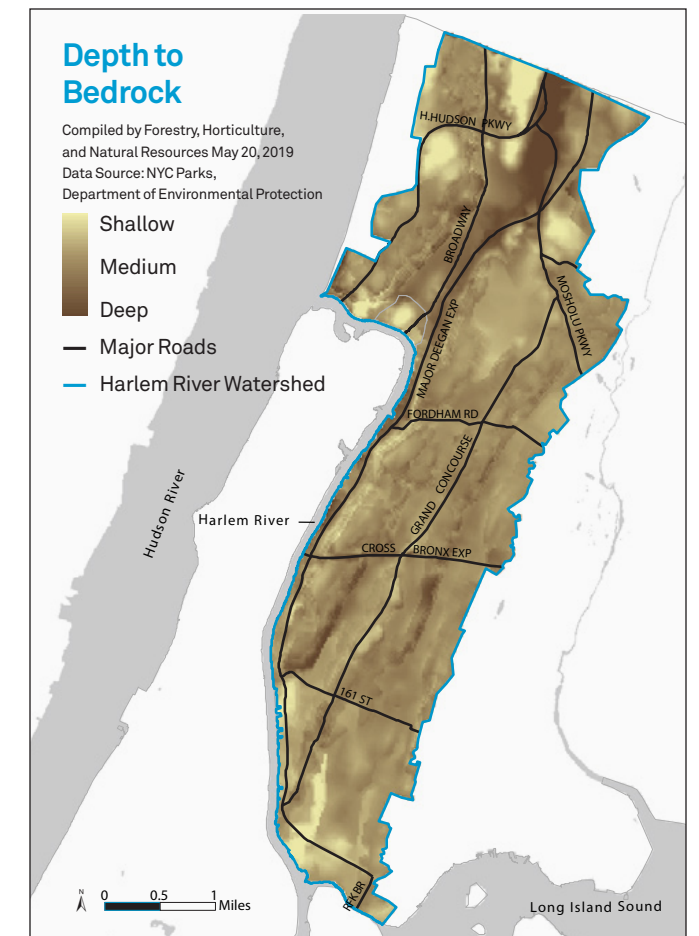 Depth to
Bedrock
Compiled by Forestry, Horticulture,
and Natural Resources May 20, 2019
Data Source: NYC Parks,
Department of Environmental Protection
Shallow
Medium
Deep
Major Roads
Harlem River Watershed
H.HUDSON PKWY
BROADWAY
MAJOR DEEGAN EXP
MOSHOLU PKWY
FORDHAM RD
GRAND CONCOURSE
Hudson River
Harlem River
CROSS BRONX EXP
161 ST
RFK BR
N
0 0.5 1
Miles
Long Island Sound